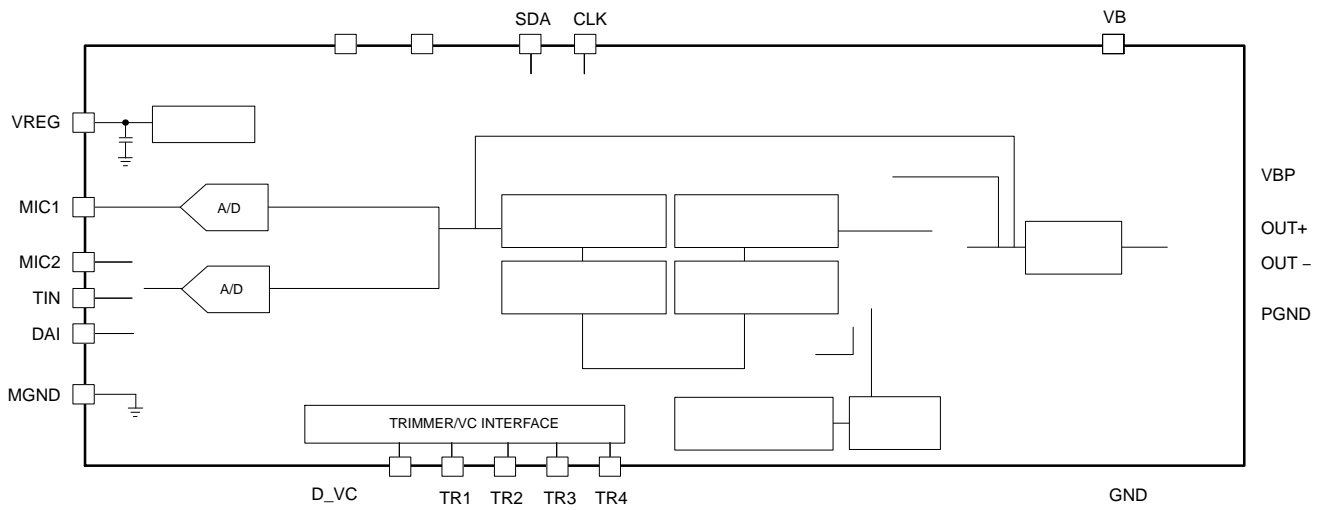 SDA CLK VB
VREG
VBP
MIC1 A/D
OUT+
MIC2 OUT –
A/D
TIN
PGND
DAI
MGND
TRIMMER/VC INTERFACE
D_VC TR1 TR2 TR3 TR4 GND